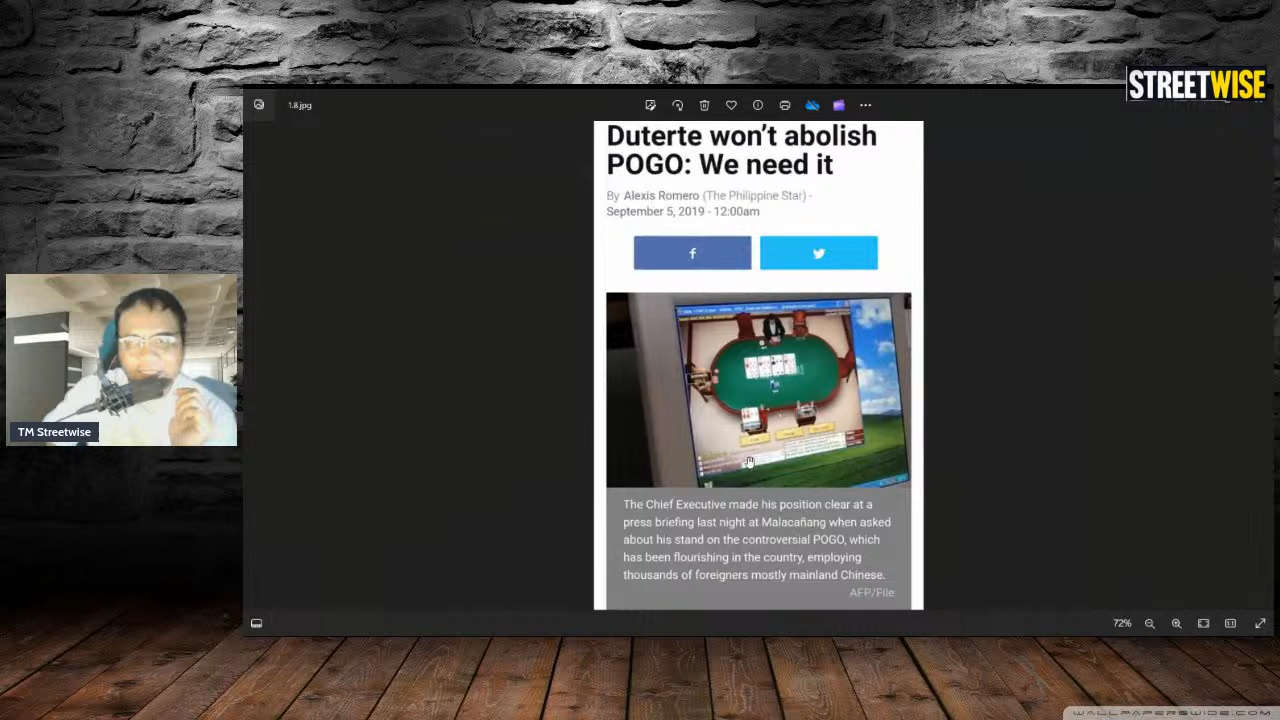 STREETWISE
1.8.jpg
Duterte won't abolish
POGO: We need it
By Alexis Romero (The Philippine Star) -
September 5, 2019 - 12:00am
f
The Chief Executive made his position clear at a
press briefing last night at Malacañang when asked
about his stand on the controversial POGO, which
has been flourishing in the country, employing
thousands of foreigners mostly mainland Chinese.
AFP/File
TM Streetwise
72%
WALLPAPERSWIDE.COM